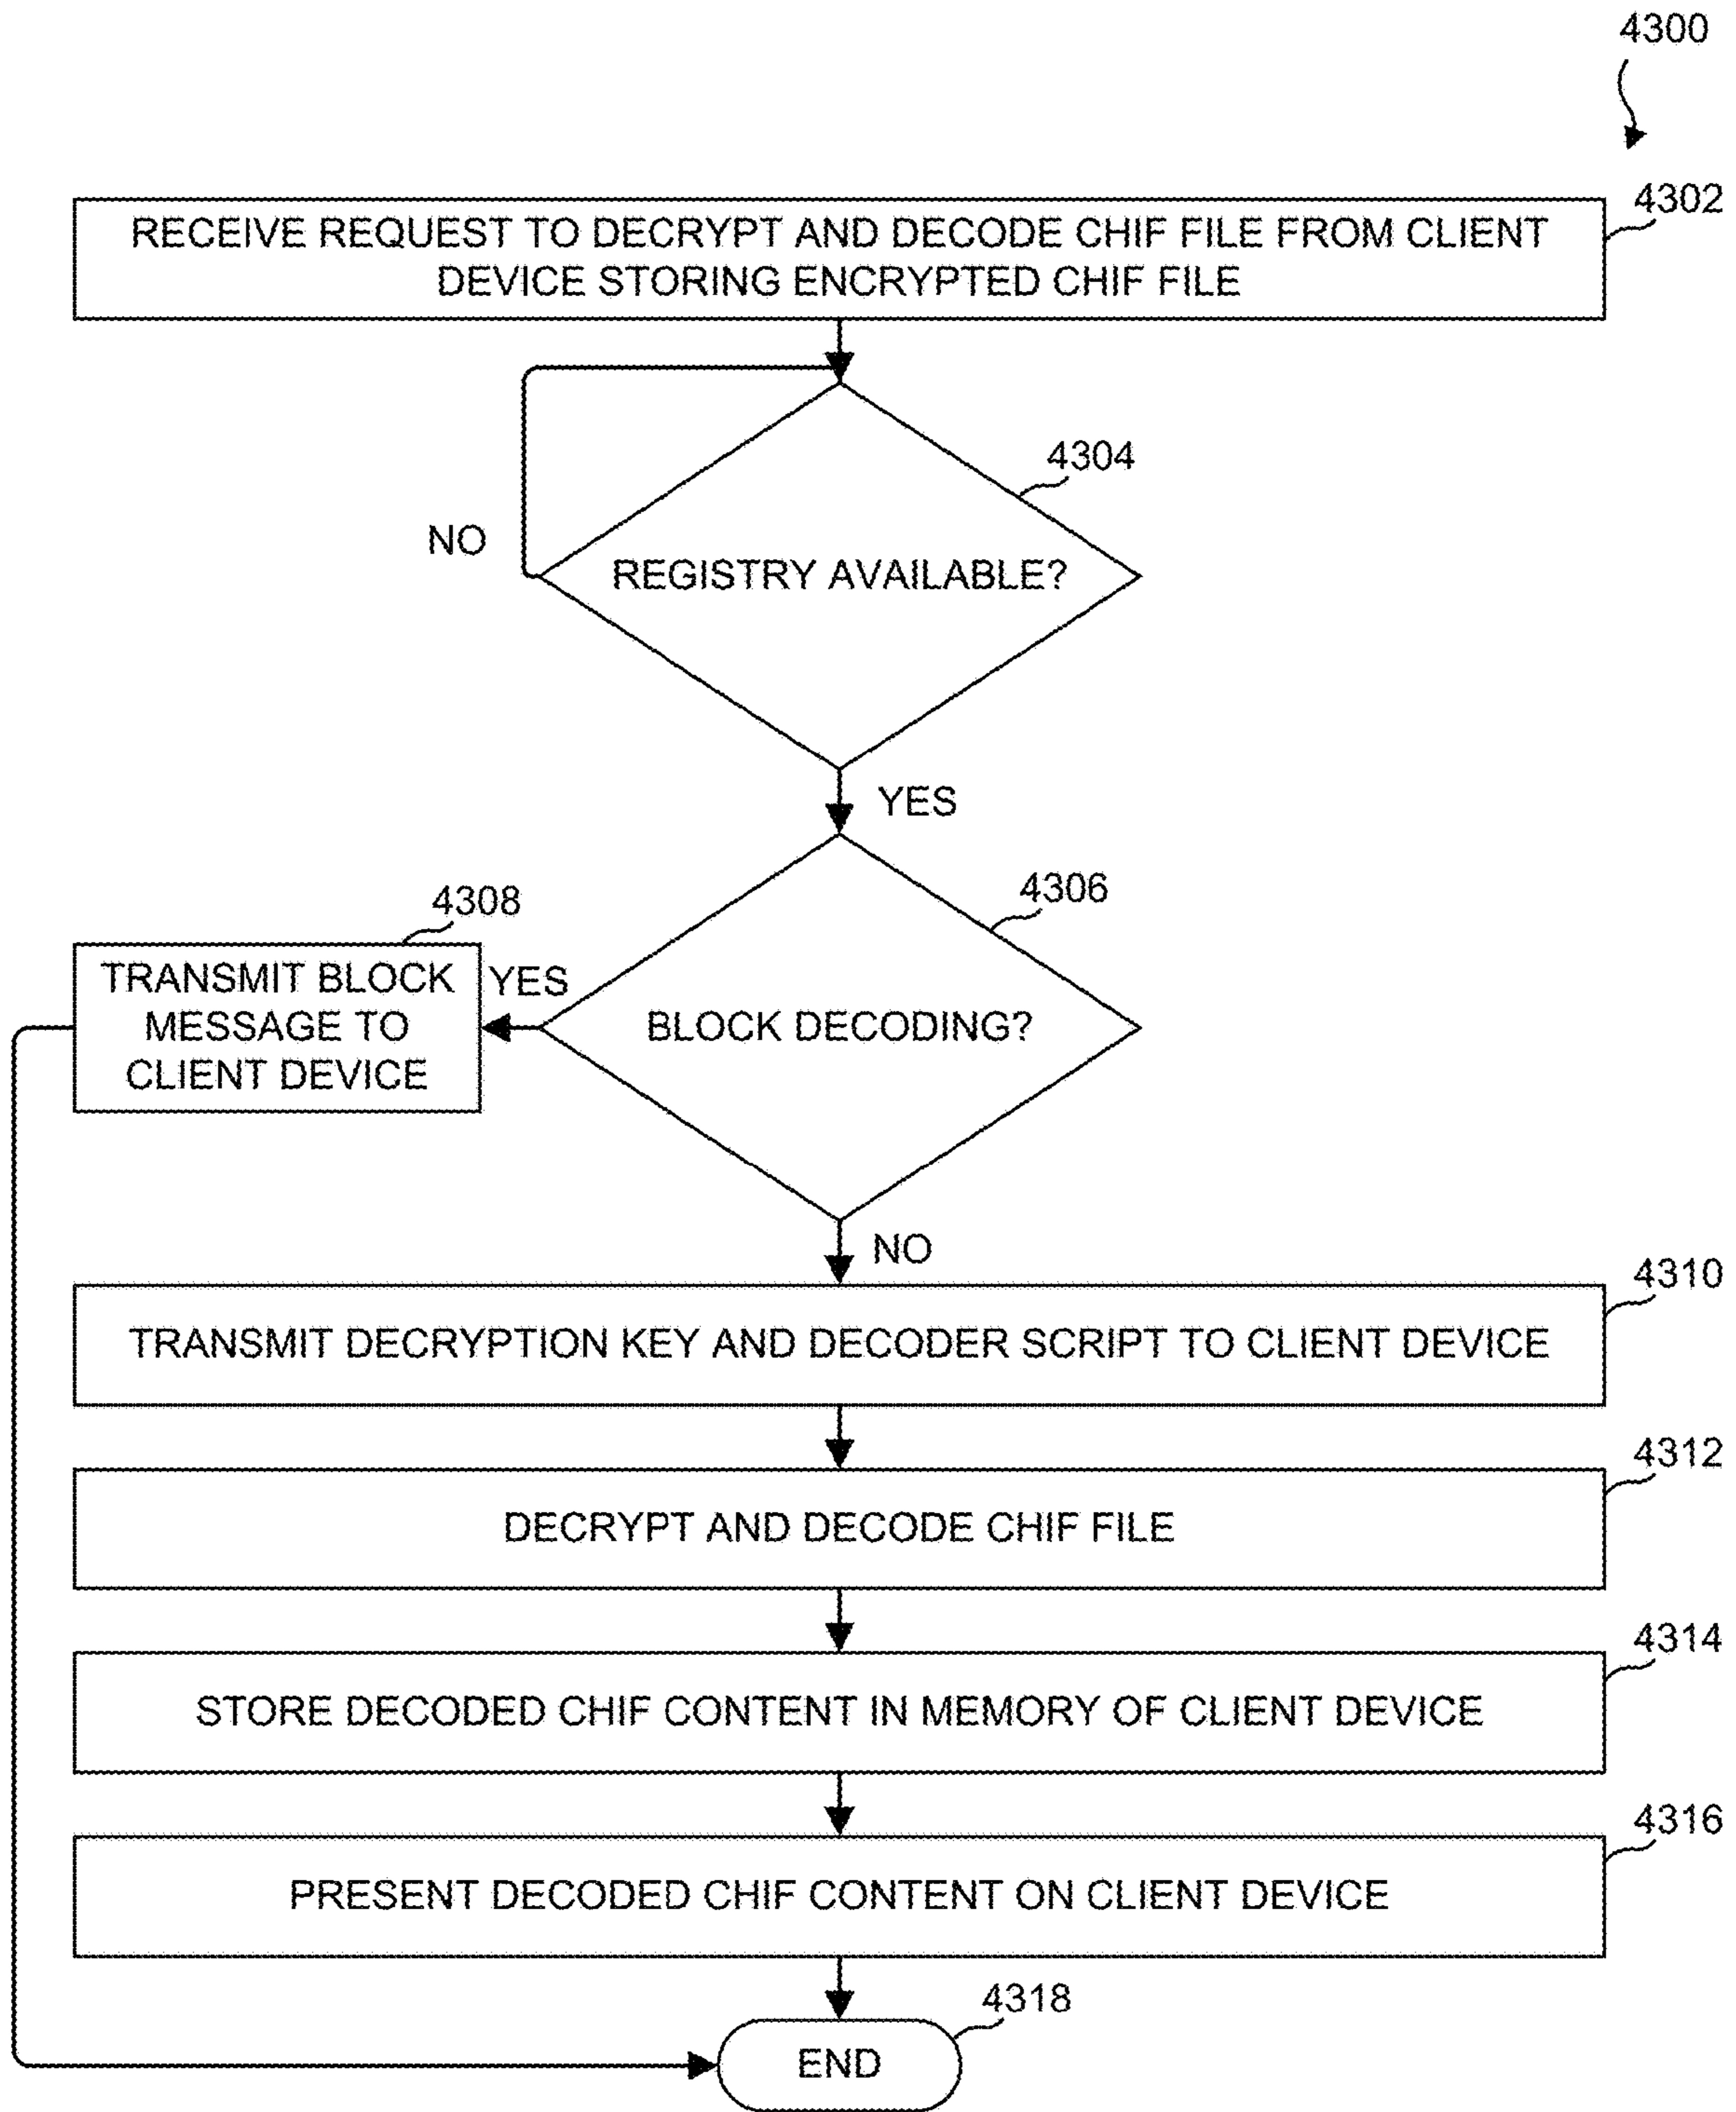 4300
4302
RECEIVE REQUEST TO DECRYPT AND DECODE CHIF FILE FROM CLIENT
DEVICE STORING ENCRYPTED CHIF FILE
4304
NO
REGISTRY AVAILABLE?
YES
4306
4308
TRANSMIT BLOCK
MESSAGE TO
CLIENT DEVICE
YES
BLOCK DECODING?
NO
4310
TRANSMIT DECRYPTION KEY AND DECODER SCRIPT TO CLIENT DEVICE
4312
DECRYPT AND DECODE CHIF FILE
4314
STORE DECODED CHIF CONTENT IN MEMORY OF CLIENT DEVICE
4316
PRESENT DECODED CHIF CONTENT ON CLIENT DEVICE
4318
END